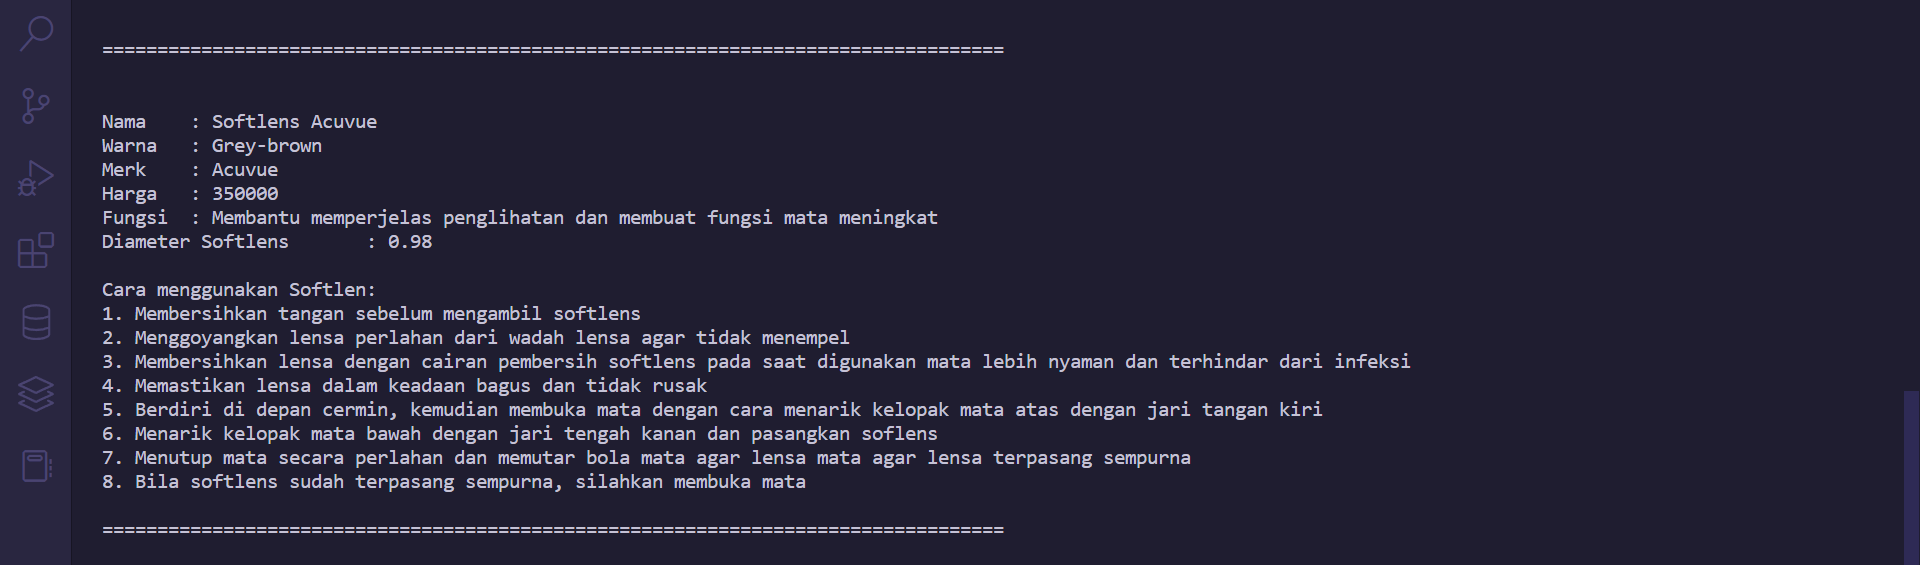 ==================================================================================
Nama    : Softlens Acuvue
Warna   : Grey-brown
Merk    : Acuvue
Harga   : 350000
Fungsi  : Membantu memperjelas penglihatan dan membuat fungsi mata meningkat
Diameter Softlens       : 0.98
Cara menggunakan Softlen:
1. Membersihkan tangan sebelum mengambil softlens
2. Menggoyangkan lensa perlahan dari wadah lensa agar tidak menempel
3. Membersihkan lensa dengan cairan pembersih softlens pada saat digunakan mata lebih nyaman dan terhindar dari infeksi
4. Memastikan lensa dalam keadaan bagus dan tidak rusak
5. Berdiri di depan cermin, kemudian membuka mata dengan cara menarik kelopak mata atas dengan jari tangan kiri
6. Menarik kelopak mata bawah dengan jari tengah kanan dan pasangkan soflens
7. Menutup mata secara perlahan dan memutar bola mata agar lensa mata agar lensa terpasang sempurna
8. Bila softlens sudah terpasang sempurna, silahkan membuka mata
==================================================================================